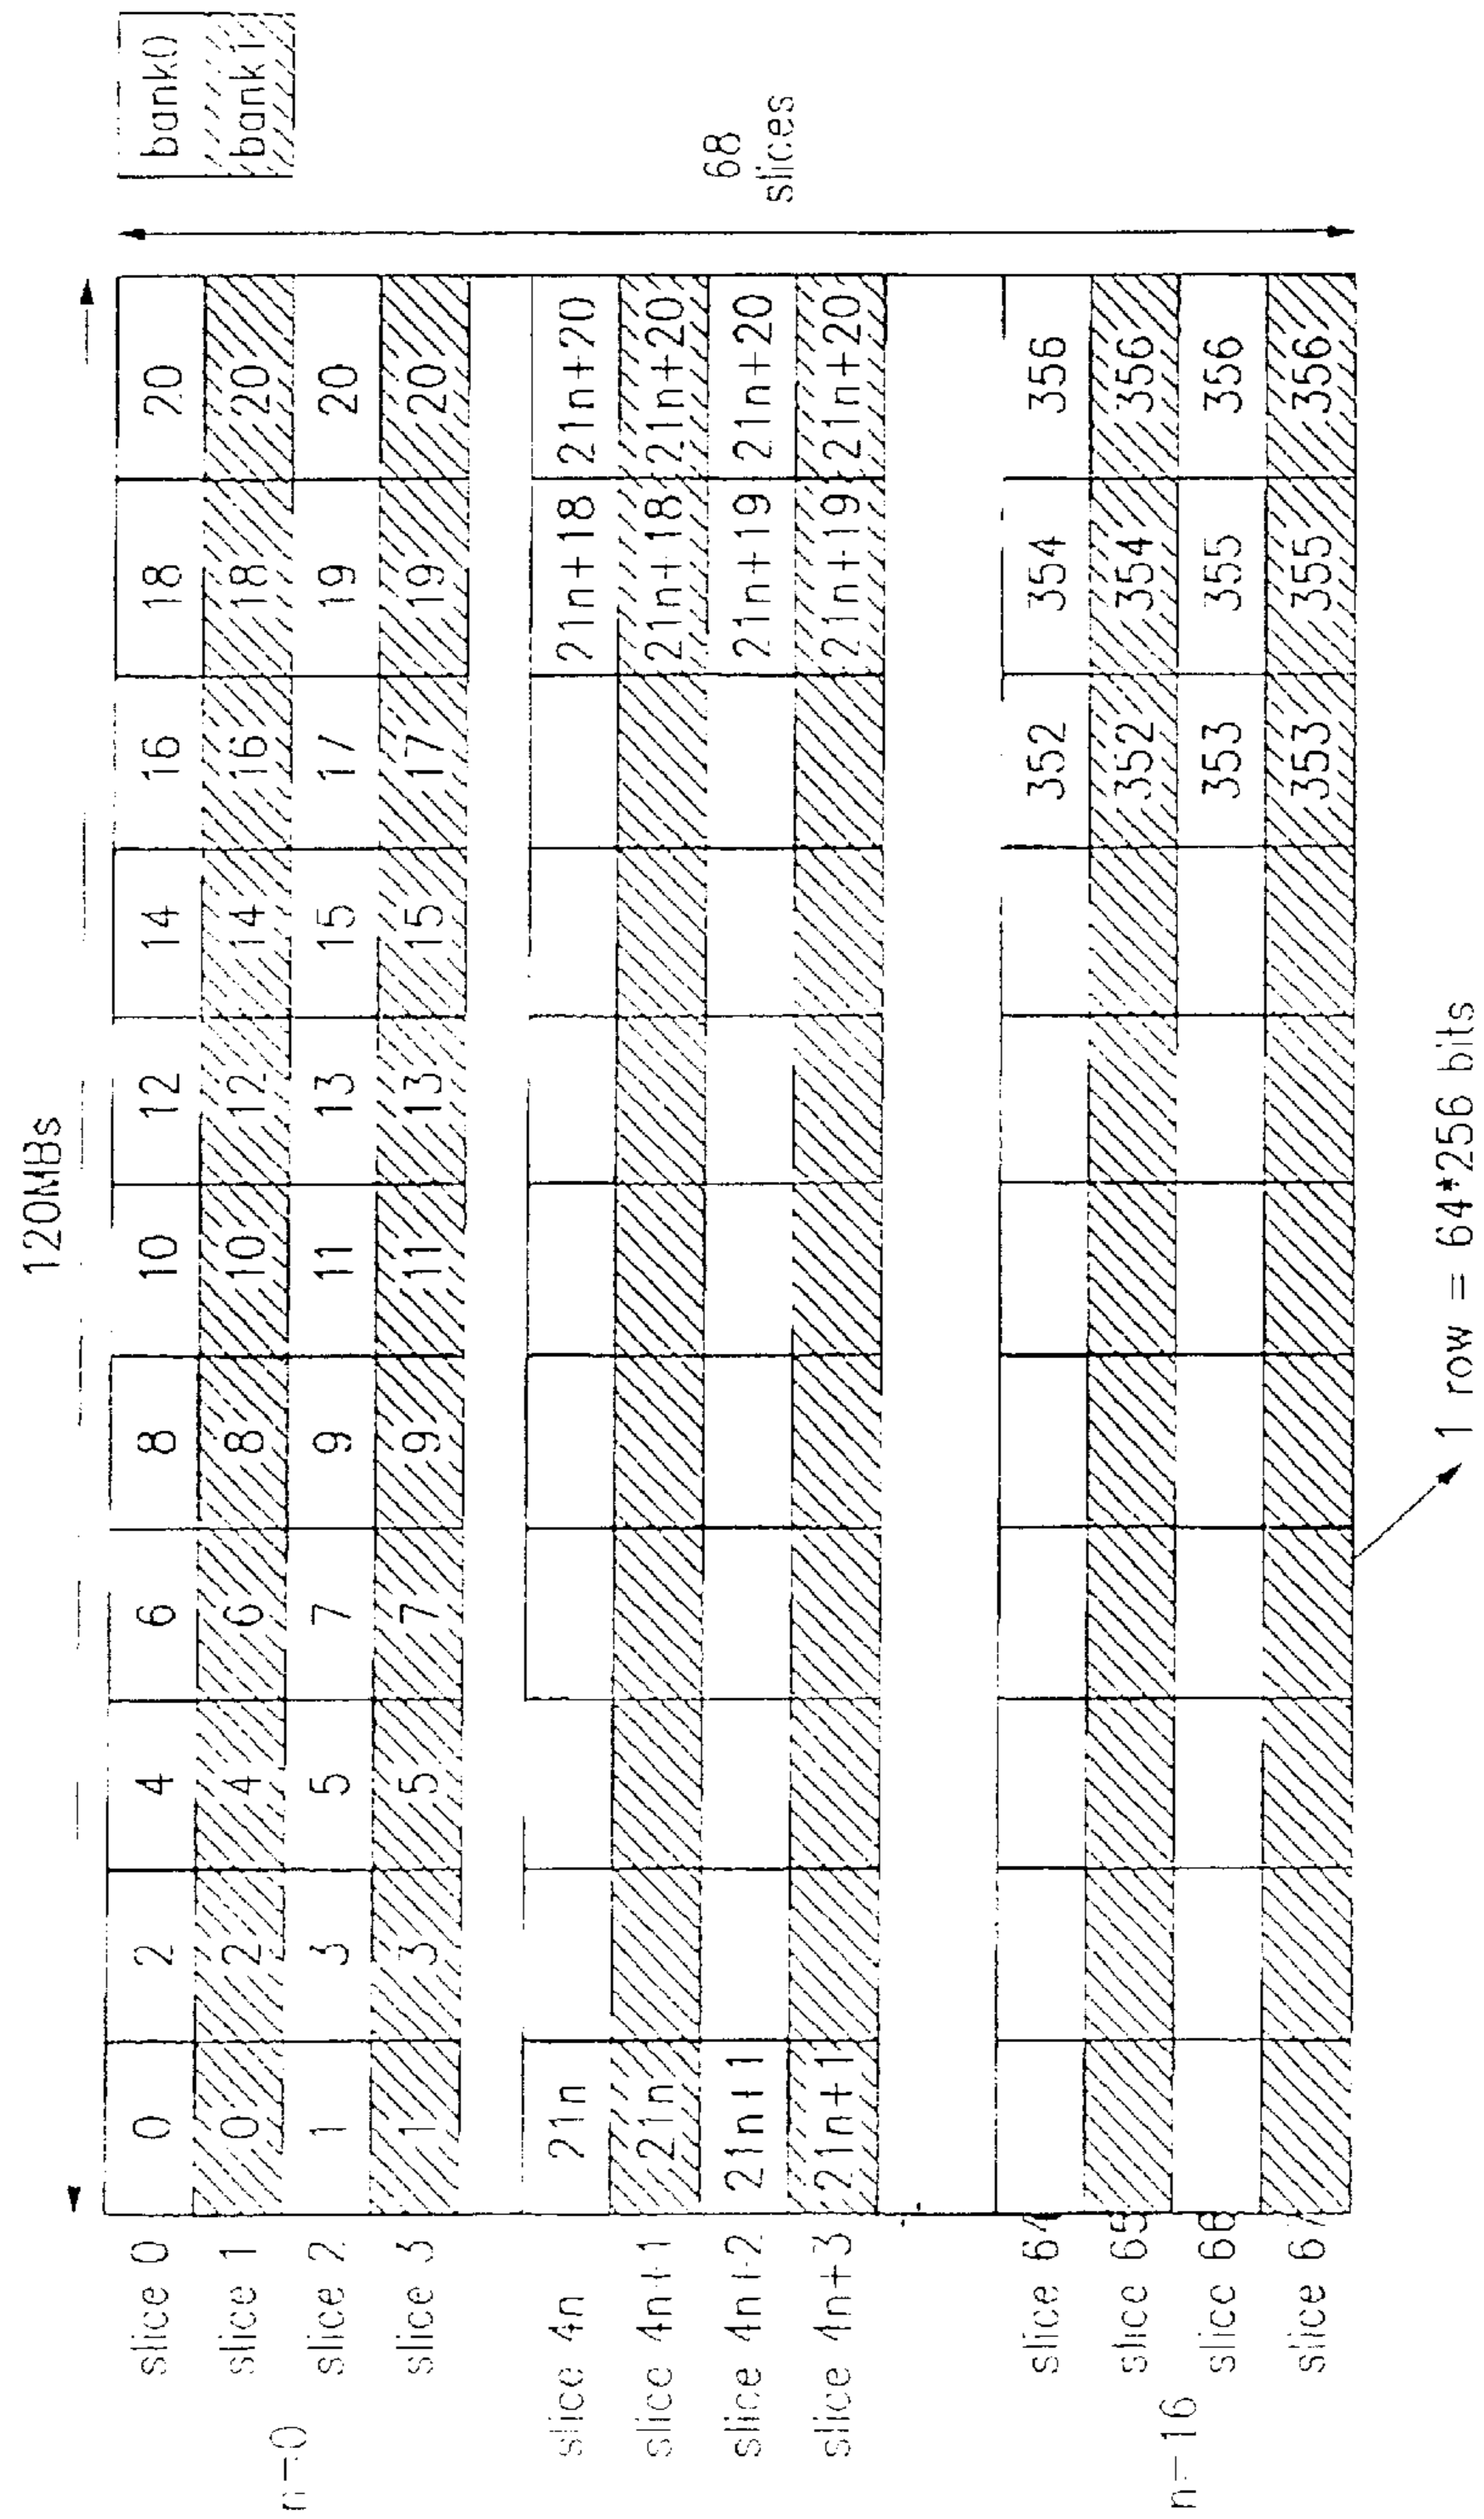 120MBs
bank0
bank1
n=0
slice 0 0 2 4 6 8 10 12 14 16 18 20
slice 1 0 2 4 6 8 10 12 14 16 18 20
slice 2 1 3 5 7 9 11 13 15 17 19 20
slice 3 1 3 5 7 9 11 13 15 17 19 20
68
slices
slice 4n 21n 21n+18 21n+20
slice 4n+1 21n 21n+18 21n+20
slice 4n+2 21n+1 21n+19 21n+20
slice 4n+3 21n+1 21n+19 21n+20
n=16
slice 64 352 354 356
slice 65 352 354 356
slice 66 353 355 356
slice 67 353 355 356
1 row = 64*256 bits